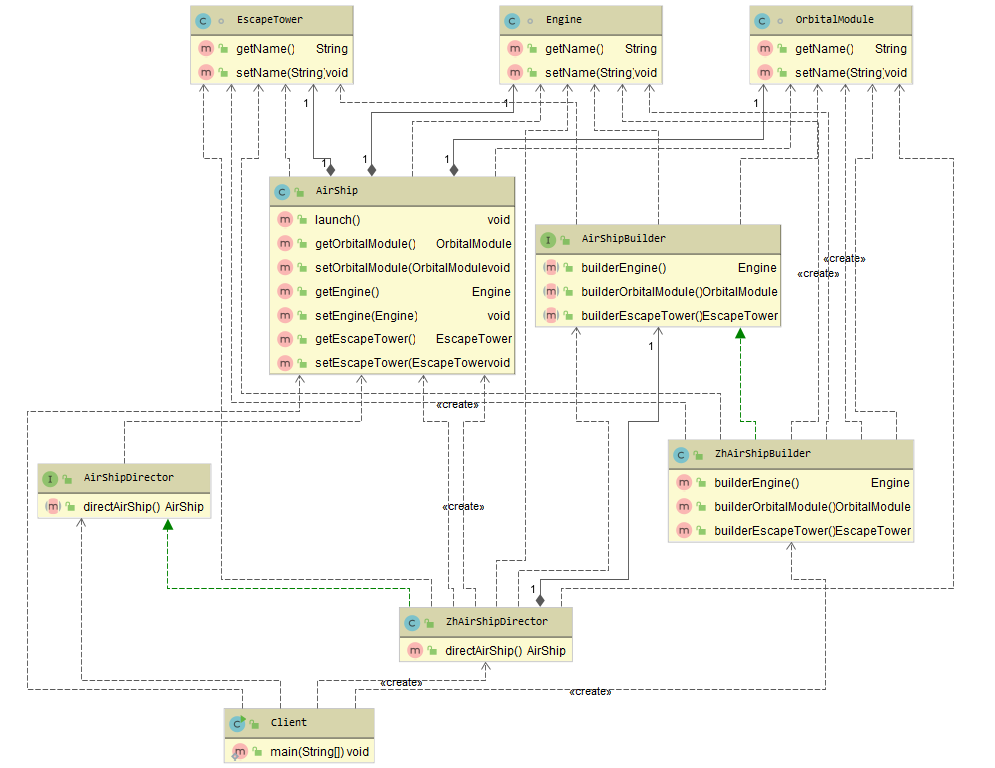 EscapeTower
getName() String
setName(String) void
Engine
getName() String
setName(String) void
OrbitalModule
getName() String
setName(String) void
1
1
1
1
1
1
AirShip
launch() void
getOrbitalModule() OrbitalModule
setOrbitalModule(OrbitalModule void
getEngine() Engine
setEngine(Engine) void
getEscapeTower() EscapeTower
setEscapeTower(EscapeTower void
AirShipBuilder
builderEngine() Engine
builderOrbitalModule() OrbitalModule
builderEscapeTower() EscapeTower
«create»
«create»
1
«create»
AirShipDirector
directAirShip() AirShip
«create»
ZhAirShipBuilder
builderEngine() Engine
builderOrbitalModule() OrbitalModule
builderEscapeTower() EscapeTower
1
ZhAirShipDirector
directAirShip() AirShip
«create»
«create»
Client
main(String[]) void